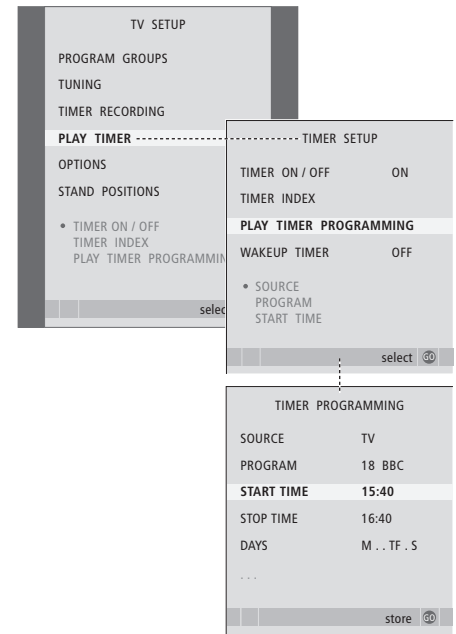 TV SETUP
PROGRAM GROUPS
TUNING
TIMER RECORDING
PLAY TIMER
OPTIONS
STAND POSITIONS
• TIMER ON / OFF
TIMER INDEX
PLAY TIMER PROGRAMMIN
selec
TIMER SETUP
TIMER ON / OFF ON
TIMER INDEX
PLAY TIMER PROGRAMMING
WAKEUP TIMER OFF
• SOURCE
PROGRAM
START TIME
select GO
TIMER PROGRAMMING
SOURCE TV
PROGRAM 18 BBC
START TIME 15:40
STOP TIME 16:40
DAYS M . . TF . S
. . .
store GO